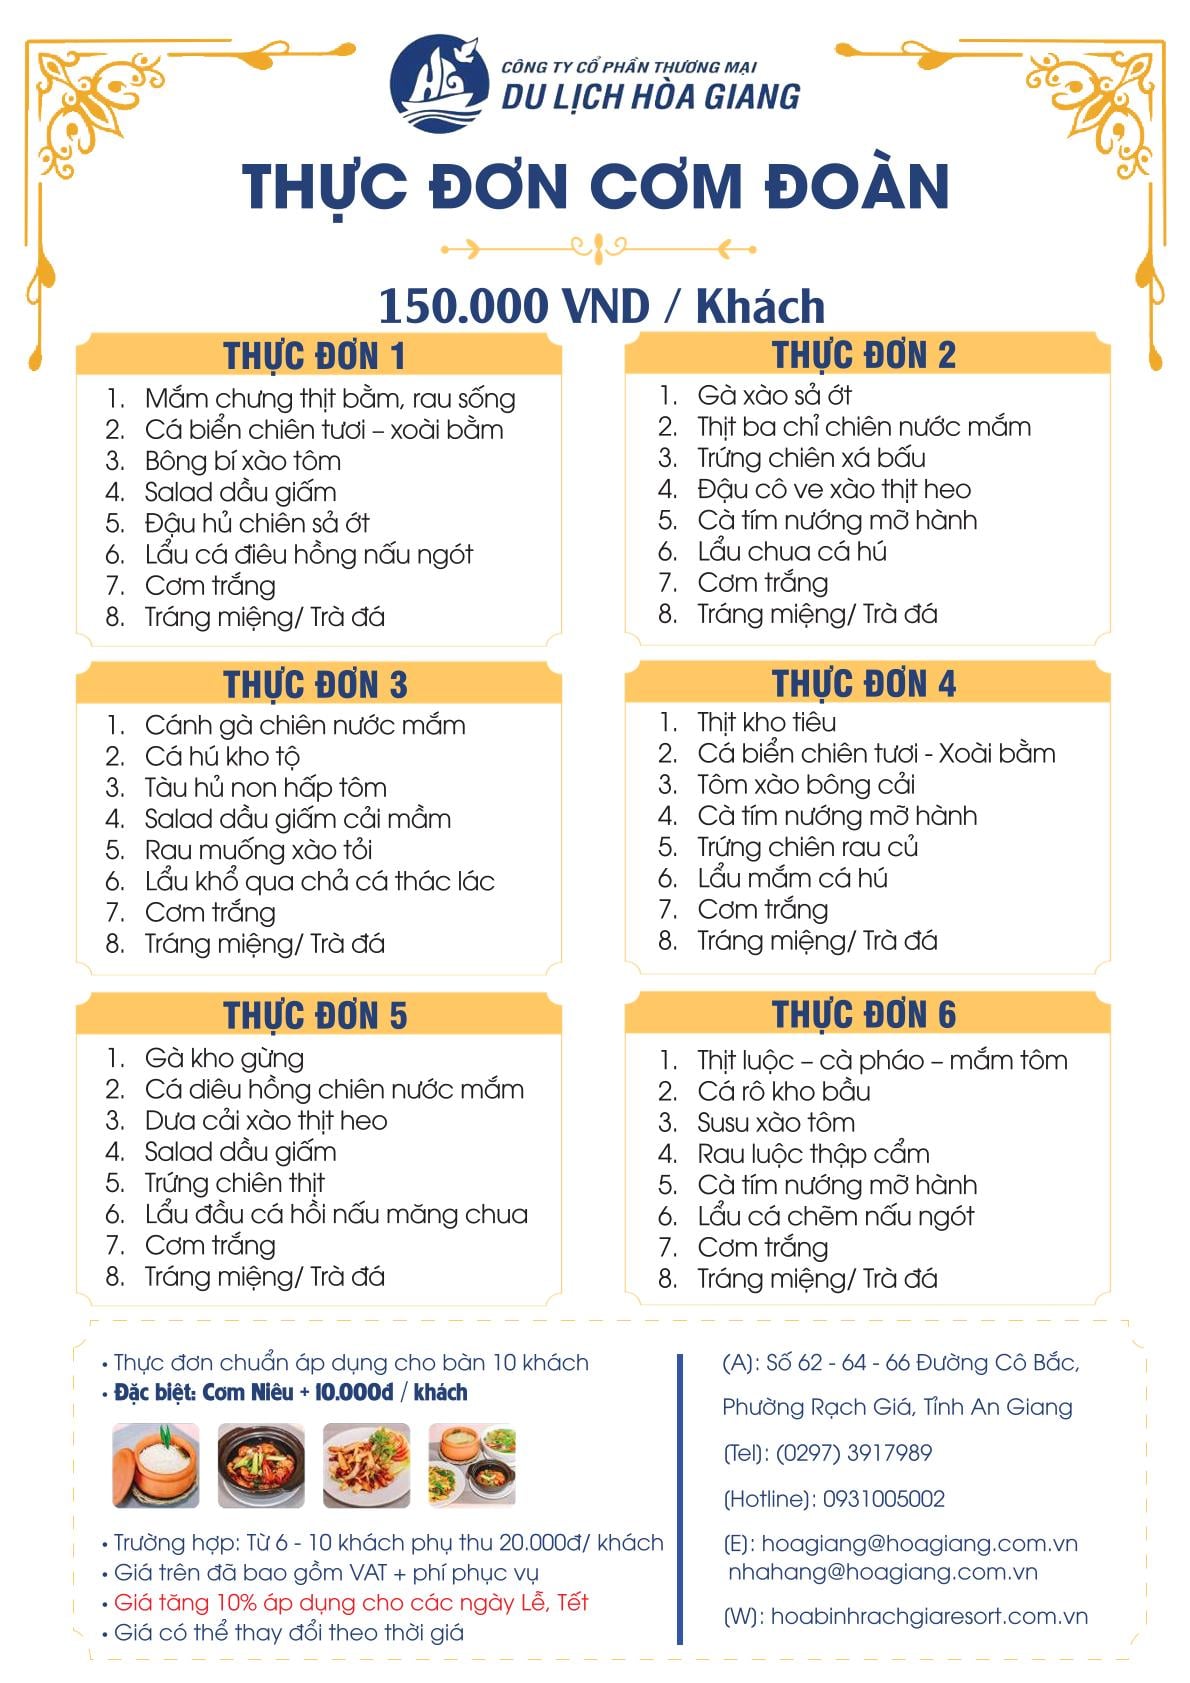 CÔNG TY CỔ PHẦN THƯƠNG MẠI
DU LỊCH HÒA GIANG
THỰC ĐƠN CƠM ĐOÀN
150.000 VND / Khách
THỰC ĐƠN 1
1. Mắm chưng thịt bằm, rau sống
2. Cá biển chiên tươi – xoài bằm
3. Bông bí xào tôm
4. Salad dầu giấm
5. Đậu hủ chiên sả ớt
6. Lẩu cá điêu hồng nấu ngót
7. Cơm trắng
8. Tráng miệng/ Trà đá
THỰC ĐƠN 2
1. Gà xào sả ớt
2. Thịt ba chỉ chiên nước mắm
3. Trứng chiên xá bấu
4. Đậu cô ve xào thịt heo
5. Cà tím nướng mỡ hành
6. Lẩu chua cá hú
7. Cơm trắng
8. Tráng miệng/ Trà đá
THỰC ĐƠN 3
1. Cánh gà chiên nước mắm
2. Cá hú kho tộ
3. Tàu hủ non hấp tôm
4. Salad dầu giấm cải mầm
5. Rau muống xào tỏi
6. Lẩu khổ qua chả cá thác lác
7. Cơm trắng
8. Tráng miệng/ Trà đá
THỰC ĐƠN 4
1. Thịt kho tiêu
2. Cá biển chiên tươi - Xoài bằm
3. Tôm xào bông cải
4. Cà tím nướng mỡ hành
5. Trứng chiên rau củ
6. Lẩu mắm cá hú
7. Cơm trắng
8. Tráng miệng/ Trà đá
THỰC ĐƠN 5
1. Gà kho gừng
2. Cá diêu hồng chiên nước mắm
3. Dưa cải xào thịt heo
4. Salad dầu giấm
5. Trứng chiên thịt
6. Lẩu đầu cá hồi nấu măng chua
7. Cơm trắng
8. Tráng miệng/ Trà đá
THỰC ĐƠN 6
1. Thịt luộc – cà pháo – mắm tôm
2. Cá rô kho bầu
3. Susu xào tôm
4. Rau luộc thập cẩm
5. Cà tím nướng mỡ hành
6. Lẩu cá chẽm nấu ngót
7. Cơm trắng
8. Tráng miệng/ Trà đá
• Thực đơn chuẩn áp dụng cho bàn 10 khách
• Đặc biệt: Cơm Niêu + 10.000đ / khách
• Trường hợp: Từ 6 - 10 khách phụ thu 20.000đ/ khách
• Giá trên đã bao gồm VAT + phí phục vụ
• Giá tăng 10% áp dụng cho các ngày Lễ, Tết
• Giá có thể thay đổi theo thời giá
(A): Số 62 - 64 - 66 Đường Cô Bắc,
Phường Rạch Giá, Tỉnh An Giang
(Tel): (0297) 3917989
(Hotline): 0931005002
(E): hoagiang@hoagiang.com.vn
nhahang@hoagiang.com.vn
(W): hoabinhrachgiaresort.com.vn